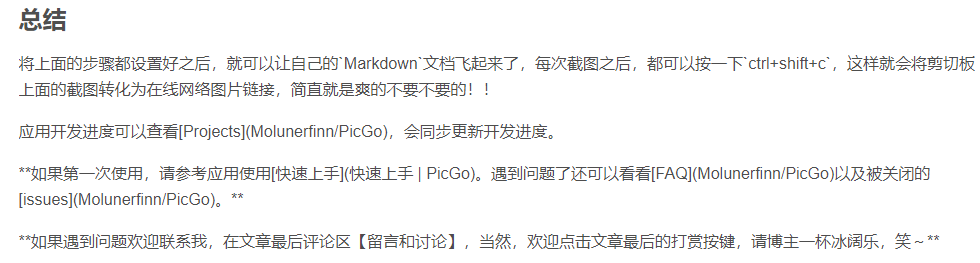 总结
将上面的步骤都设置好之后，就可以让自己的`Markdown`文档飞起来了，每次截图之后，都可以按一下`ctrl+shift+c`，这样就会将剪切板
上面的截图转化为在线网络图片链接，简直就是爽的不要不要的！！
应用开发进度可以查看[Projects](Molunerfinn/PicGo)，会同步更新开发进度。
**如果第一次使用，请参考应用使用[快速上手](快速上手 | PicGo)。遇到问题了还可以看看[FAQ](Molunerfinn/PicGo)以及被关闭的
[issues](Molunerfinn/PicGo)。**
**如果遇到问题欢迎联系我，在文章最后评论区【留言和讨论】，当然，欢迎点击文章最后的打赏按键，请博主一杯冰阔乐，笑～**